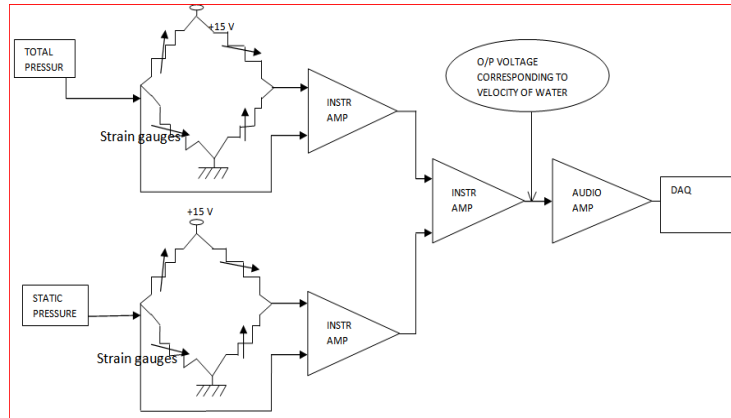 +15 V
TOTAL
PRESSUR
Strain gauges
INSTR
AMP
O/P VOLTAGE
CORRESPONDING TO
VELOCITY OF WATER
INSTR
AMP
AUDIO
AMP
DAQ
+15 V
STATIC
PRESSURE
Strain gauges
INSTR
AMP